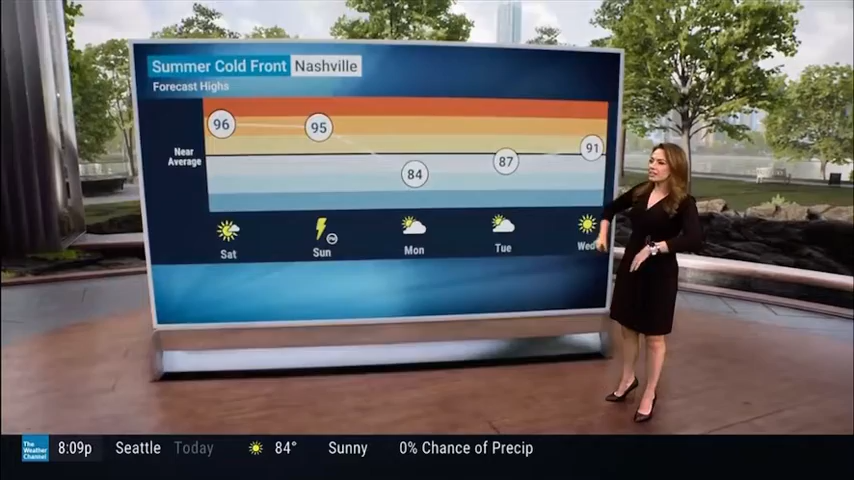 Summer Cold Front Nashville
Forecast Highs
96
95
84
87
91
Near
Average
Sat
Sun
Mon
Tue
Wed
The
Weather
Channel
8:09p Seattle Today 84° Sunny 0% Chance of Precip